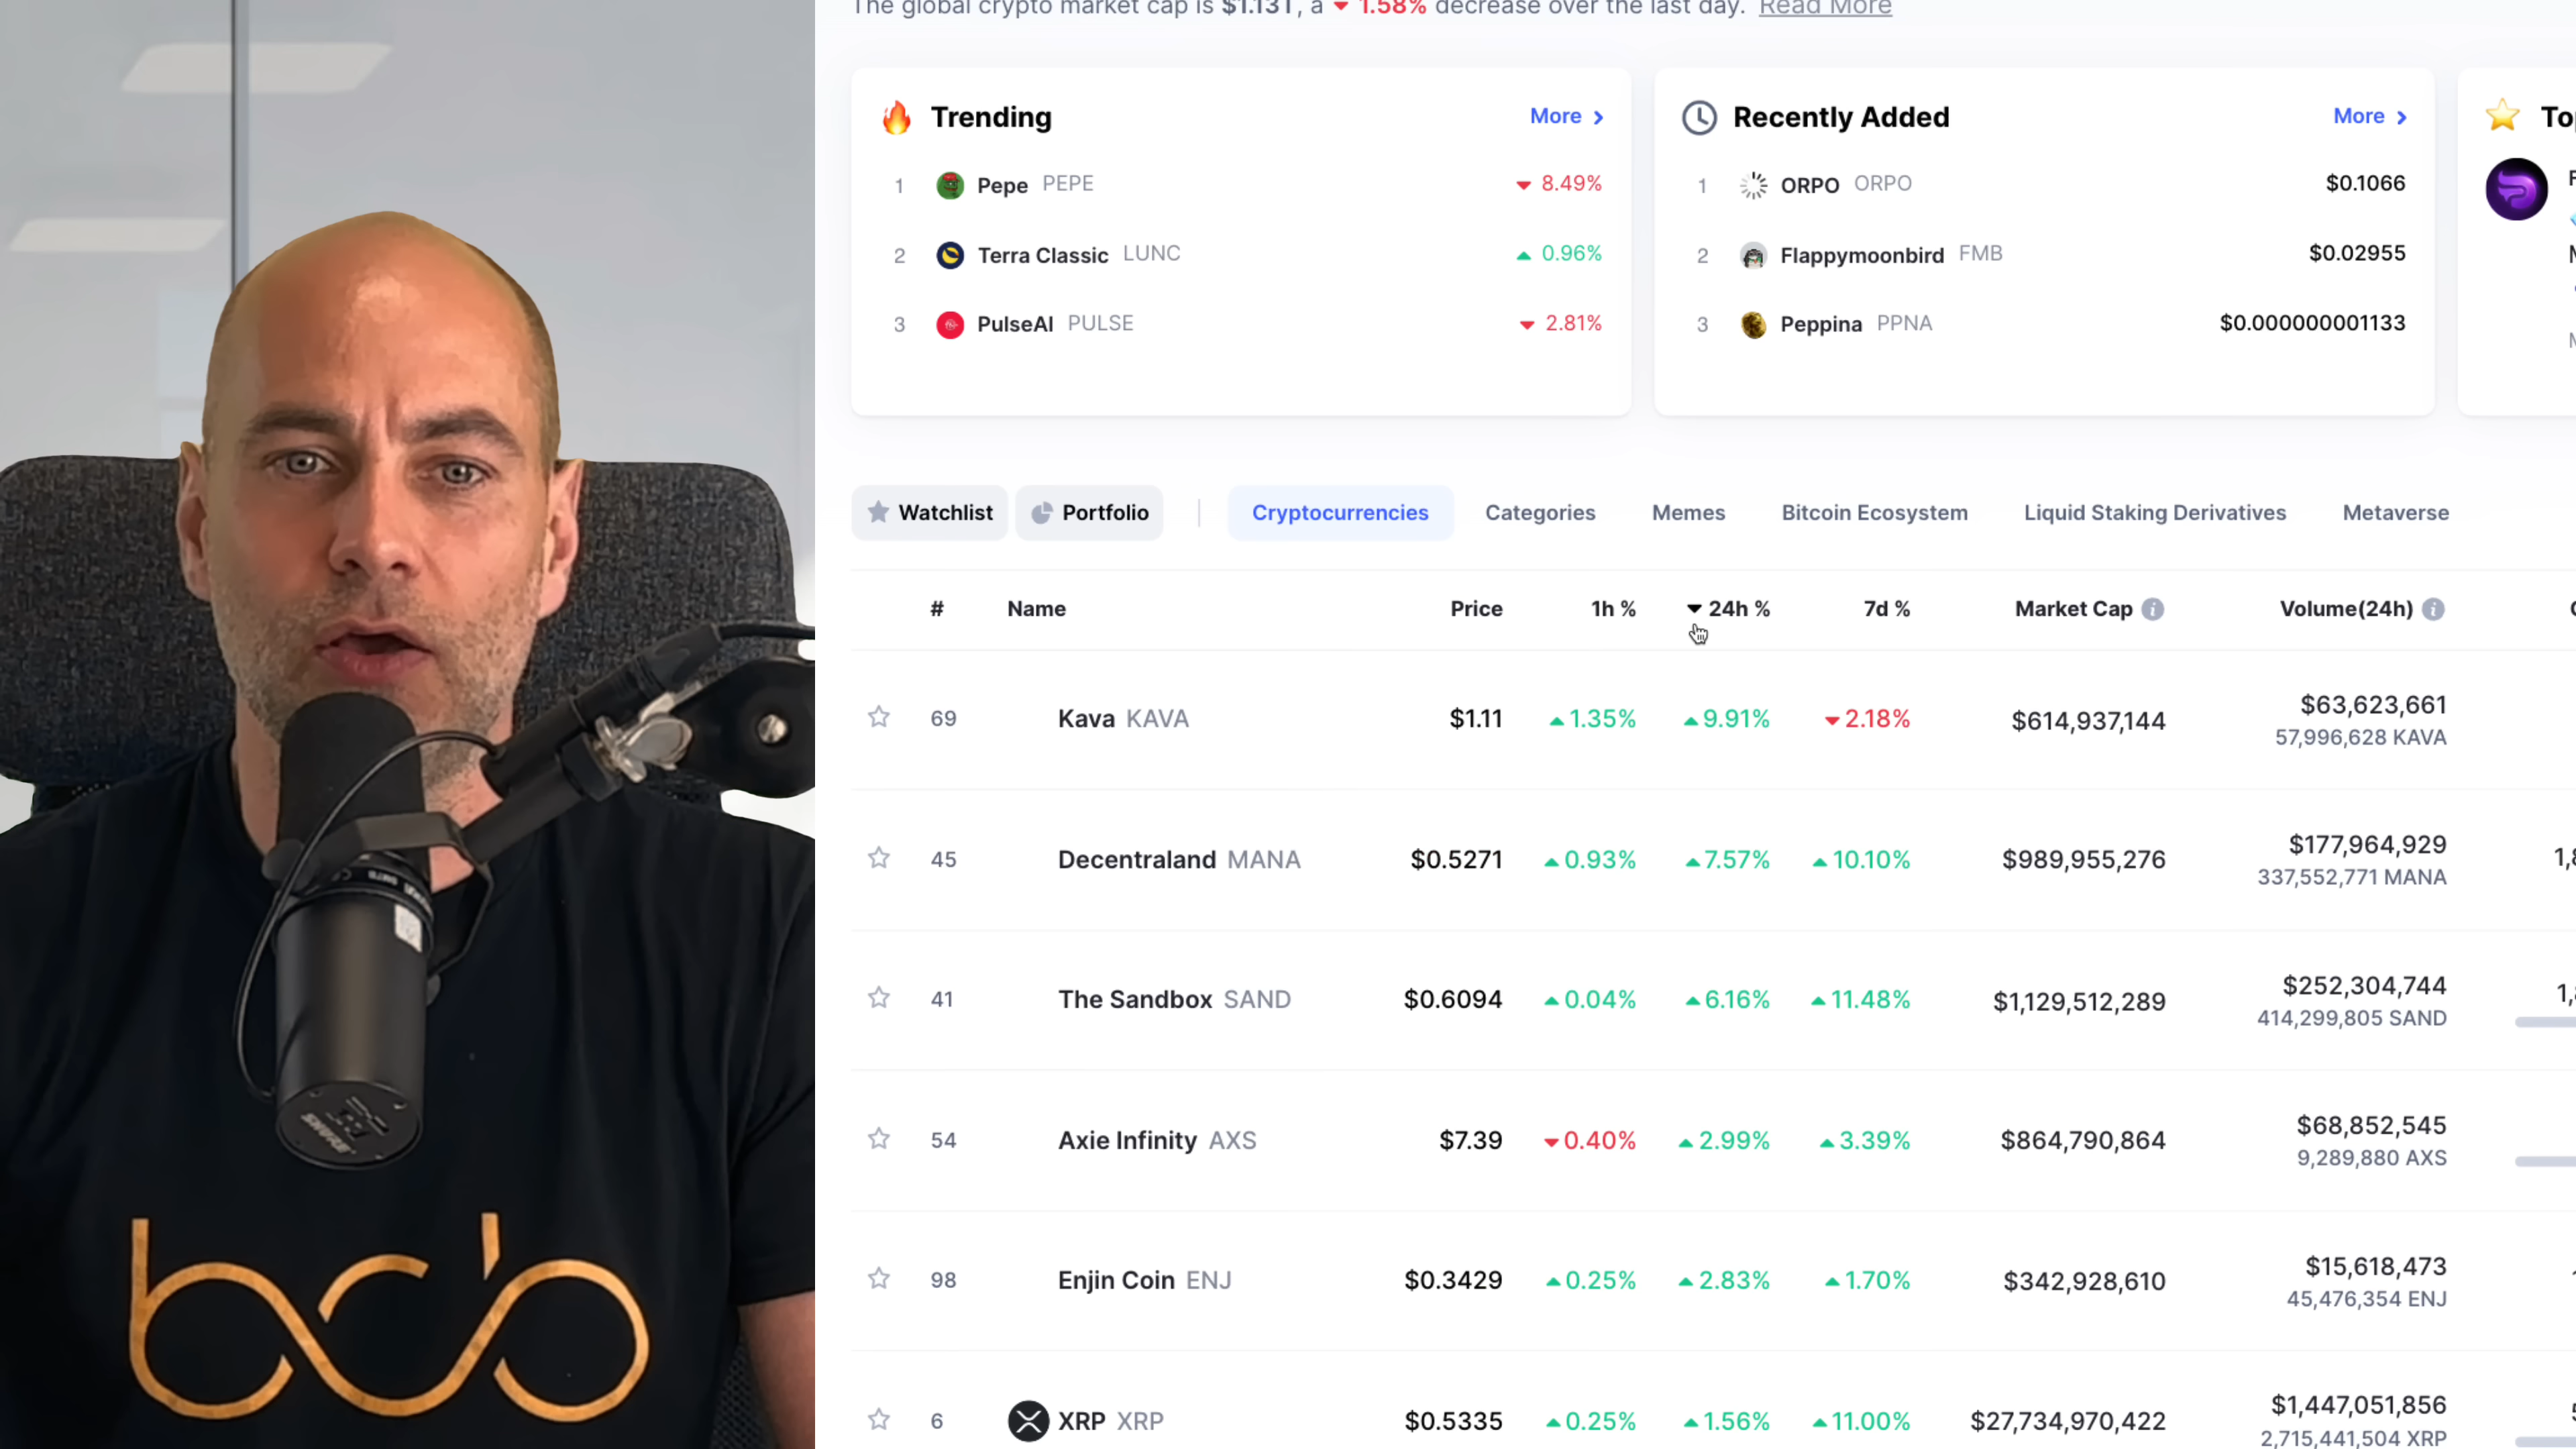 The global crypto market cap is $1.13T, a 1.58% decrease over the last day. Read More
Trending
More
1 Pepe PEPE 8.49%
2 Terra Classic LUNC 0.96%
3 PulseAI PULSE 2.81%
Recently Added
More
1 ORPO ORPO $0.1066
2 Flappymoonbird FMB $0.02955
3 Peppina PPNA $0.000000001133
Watchlist Portfolio Cryptocurrencies Categories Memes Bitcoin Ecosystem Liquid Staking Derivatives Metaverse
# Name Price 1h % 24h % 7d % Market Cap Volume(24h)
69 Kava KAVA $1.11 1.35% 9.91% 2.18% $614,937,144 $63,623,661
57,996,628 KAVA
45 Decentraland MANA $0.5271 0.93% 7.57% 10.10% $989,955,276 $177,964,929
337,552,771 MANA
41 The Sandbox SAND $0.6094 0.04% 6.16% 11.48% $1,129,512,289 $252,304,744
414,299,805 SAND
54 Axie Infinity AXS $7.39 0.40% 2.99% 3.39% $864,790,864 $68,852,545
9,289,880 AXS
98 Enjin Coin ENJ $0.3429 0.25% 2.83% 1.70% $342,928,610 $15,618,473
45,476,354 ENJ
6 XRP XRP $0.5335 0.25% 1.56% 11.00% $27,734,970,422 $1,447,051,856
2,715,441,504 XRP
bcb